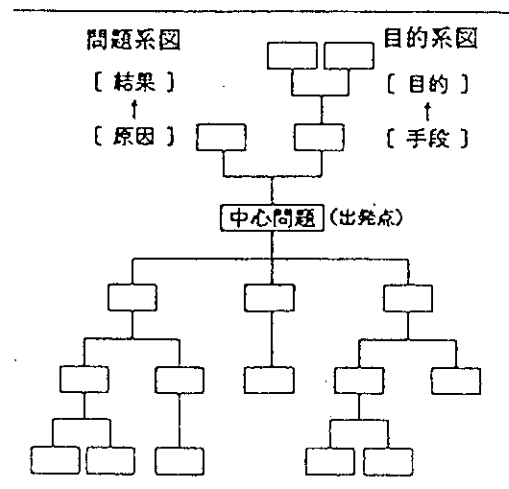 問題系図
［ 結果 ］
↑
［ 原因 ］
目的系図
［ 目的 ］
↑
［ 手段 ］
中心問題 (出発点)